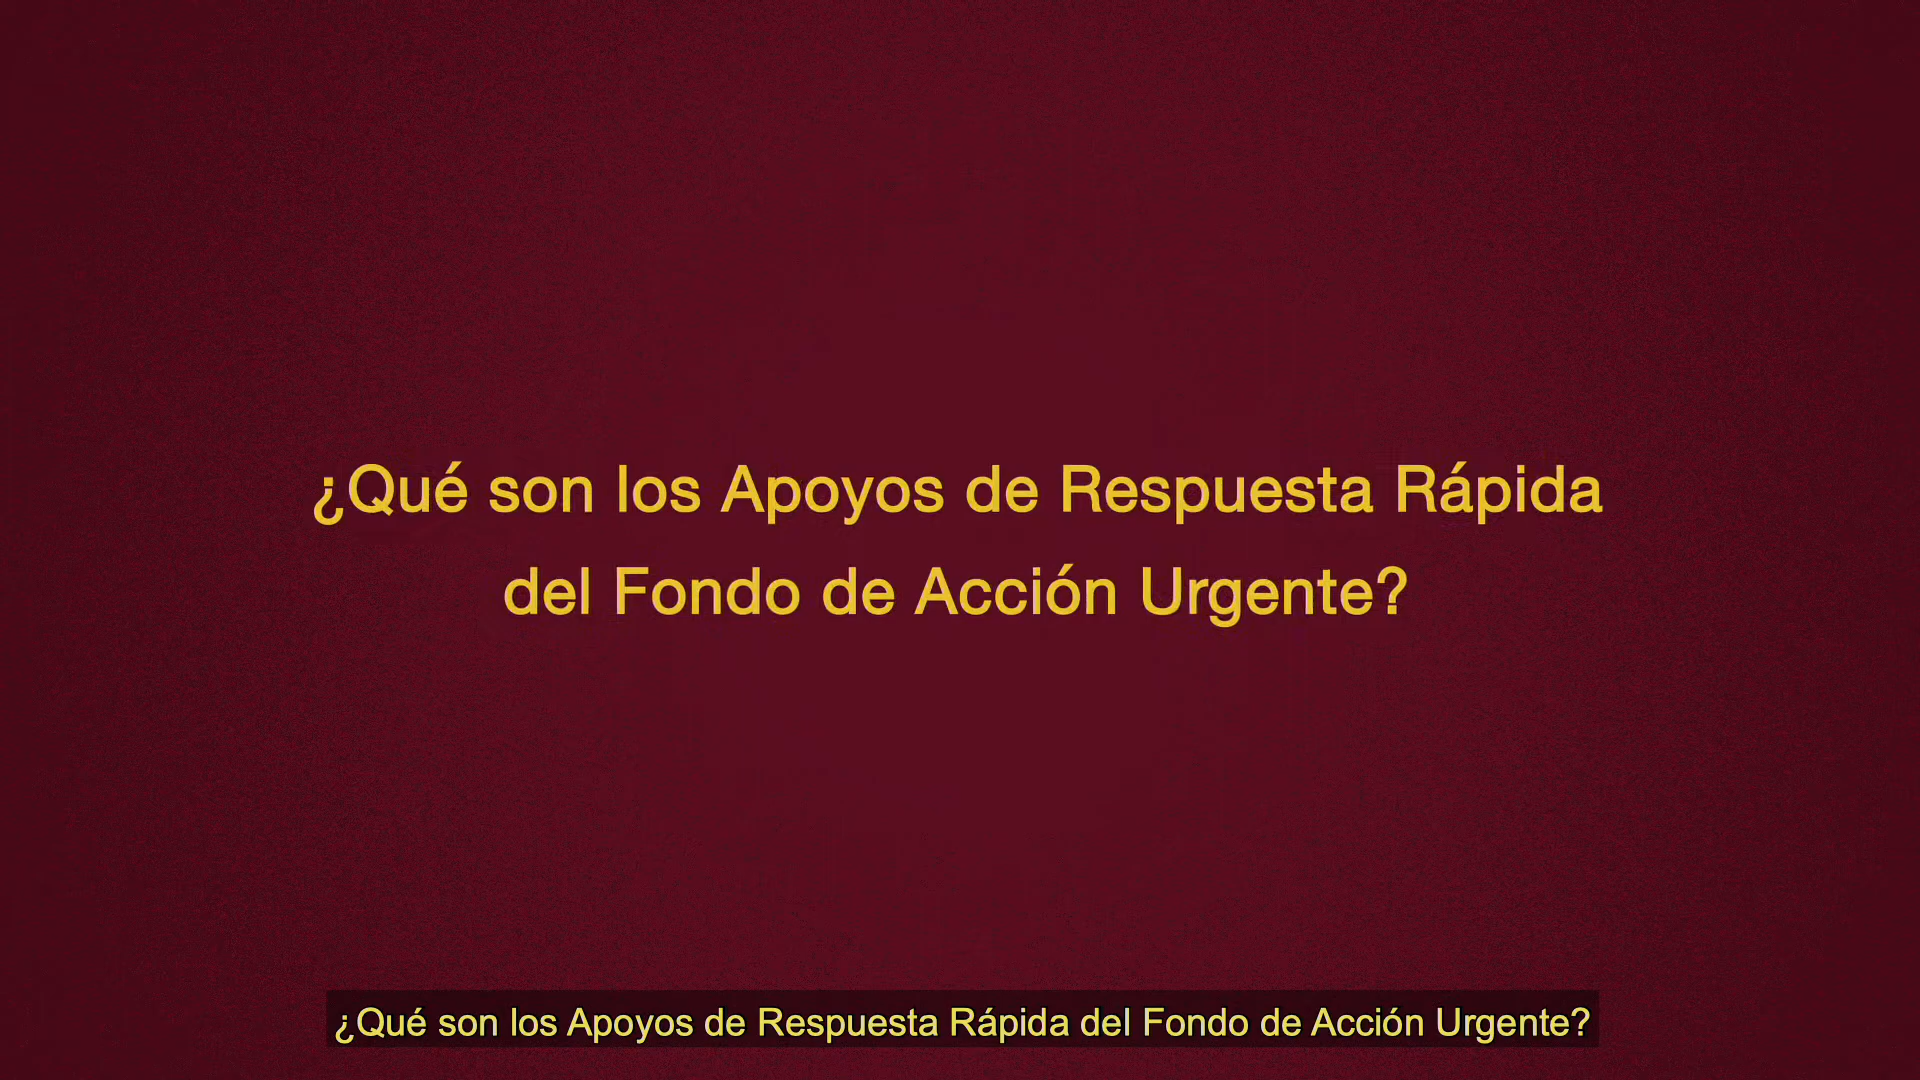 ¿Qué son los Apoyos de Respuesta Rápida
del Fondo de Acción Urgente?
¿Qué son los Apoyos de Respuesta Rápida del Fondo de Acción Urgente?